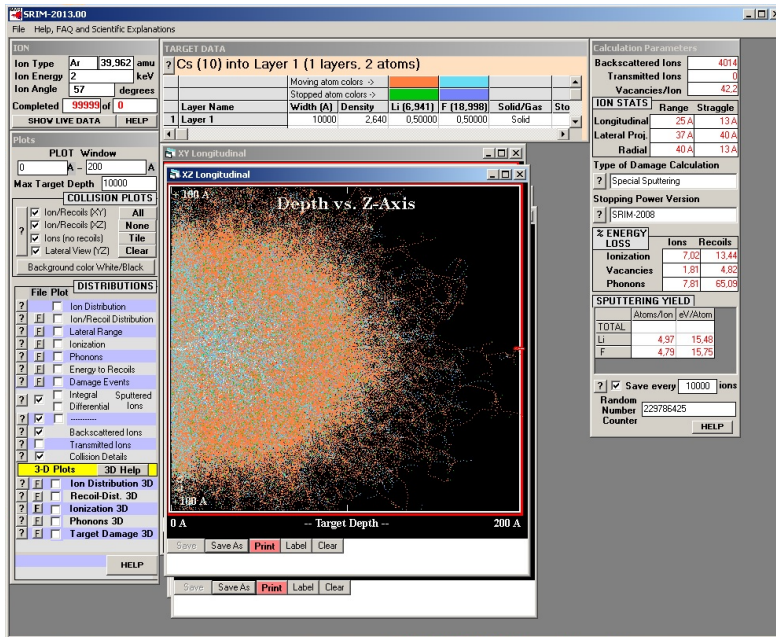 SRIM-2013.00
File Help, FAQ and Scientific Explanations
ION
Ion Type Ar 39,962 amu
Ion Energy 2 keV
Ion Angle 57 degrees
Completed 99999 of 0
SHOW LIVE DATA HELP
TARGET DATA
? Cs (10) into Layer 1 (1 layers, 2 atoms)
Moving atom colors ->
Stopped atom colors ->
Layer Name Width (A) Density Li (6,941) F (18,998) Solid/Gas Sto
1 Layer 1 10000 2,640 0,50000 0,50000 Solid
Calculation Parameters
Backscattered Ions 4014
Transmitted Ions 0
Vacancies/Ion 42,2
ION STATS Range Straggle
Longitudinal 25 A 13 A
Lateral Proj. 37 A 40 A
Radial 40 A 13 A
Type of Damage Calculation
? Special Sputtering
Stopping Power Version
? SRIM-2008
% ENERGY LOSS Ions Recoils
Ionization 7,02 13,44
Vacancies 1,81 4,82
Phonons 7,81 65,09
SPUTTERING YIELD
Atoms/Ion eV/Atom
TOTAL
Li 4,97 15,48
F 4,79 15,75
? Save every 10000 ions
Random Number Counter 229786425
HELP
Plots
PLOT Window
0 A - 200 A
Max Target Depth 10000
COLLISION PLOTS
?
Ion/Recoils (XY) All
Ion/Recoils (XZ) None
Ions (no recoils) Tile
Lateral View (YZ) Clear
Background color White/Black
DISTRIBUTIONS
File Plot
? Ion Distribution
? F Ion/Recoil Distribution
? F Lateral Range
? F Ionization
? F Phonons
? F Energy to Recoils
? F Damage Events
? Integral Sputtered
Differential Ions
? ----------
? Backscattered Ions
? Transmitted Ions
? Collision Details
3-D Plots 3D Help
? F Ion Distribution 3D
? F Recoil-Dist. 3D
? F Ionization 3D
? F Phonons 3D
? F Target Damage 3D
HELP
XY Longitudinal
XZ Longitudinal
+100 A
Depth vs. Z-Axis
-100 A
0 A -- Target Depth -- 200 A
Save Save As Print Label Clear
Save Save As Print Label Clear